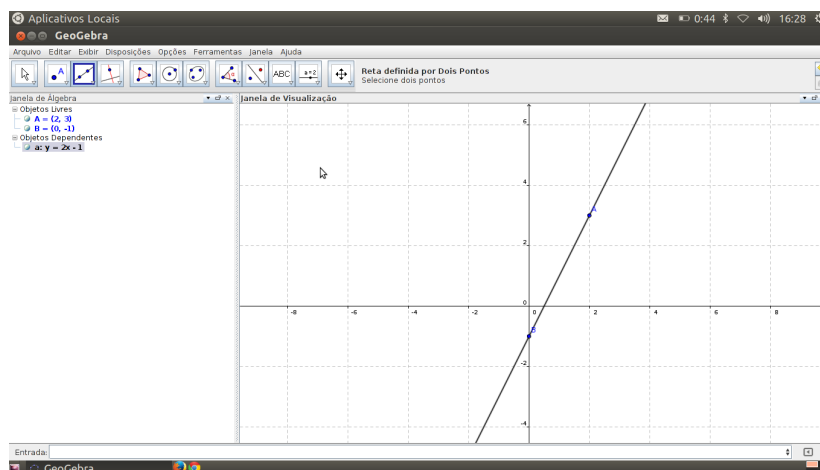 Aplicativos Locais 0:44 16:28
GeoGebra
Arquivo Editar Exibir Disposições Opções Ferramentas Janela Ajuda
A ABC a=2 Reta definida por Dois Pontos
Selecione dois pontos
Janela de Álgebra Janela de Visualização
Objetos Livres
A = (2, 3)
B = (0, -1)
Objetos Dependentes
a: y = 2x - 1
6
4
A
2
0
-8 -6 -4 -2 0 2 4 6 8
B
-2
-4
Entrada:
GeoGebra